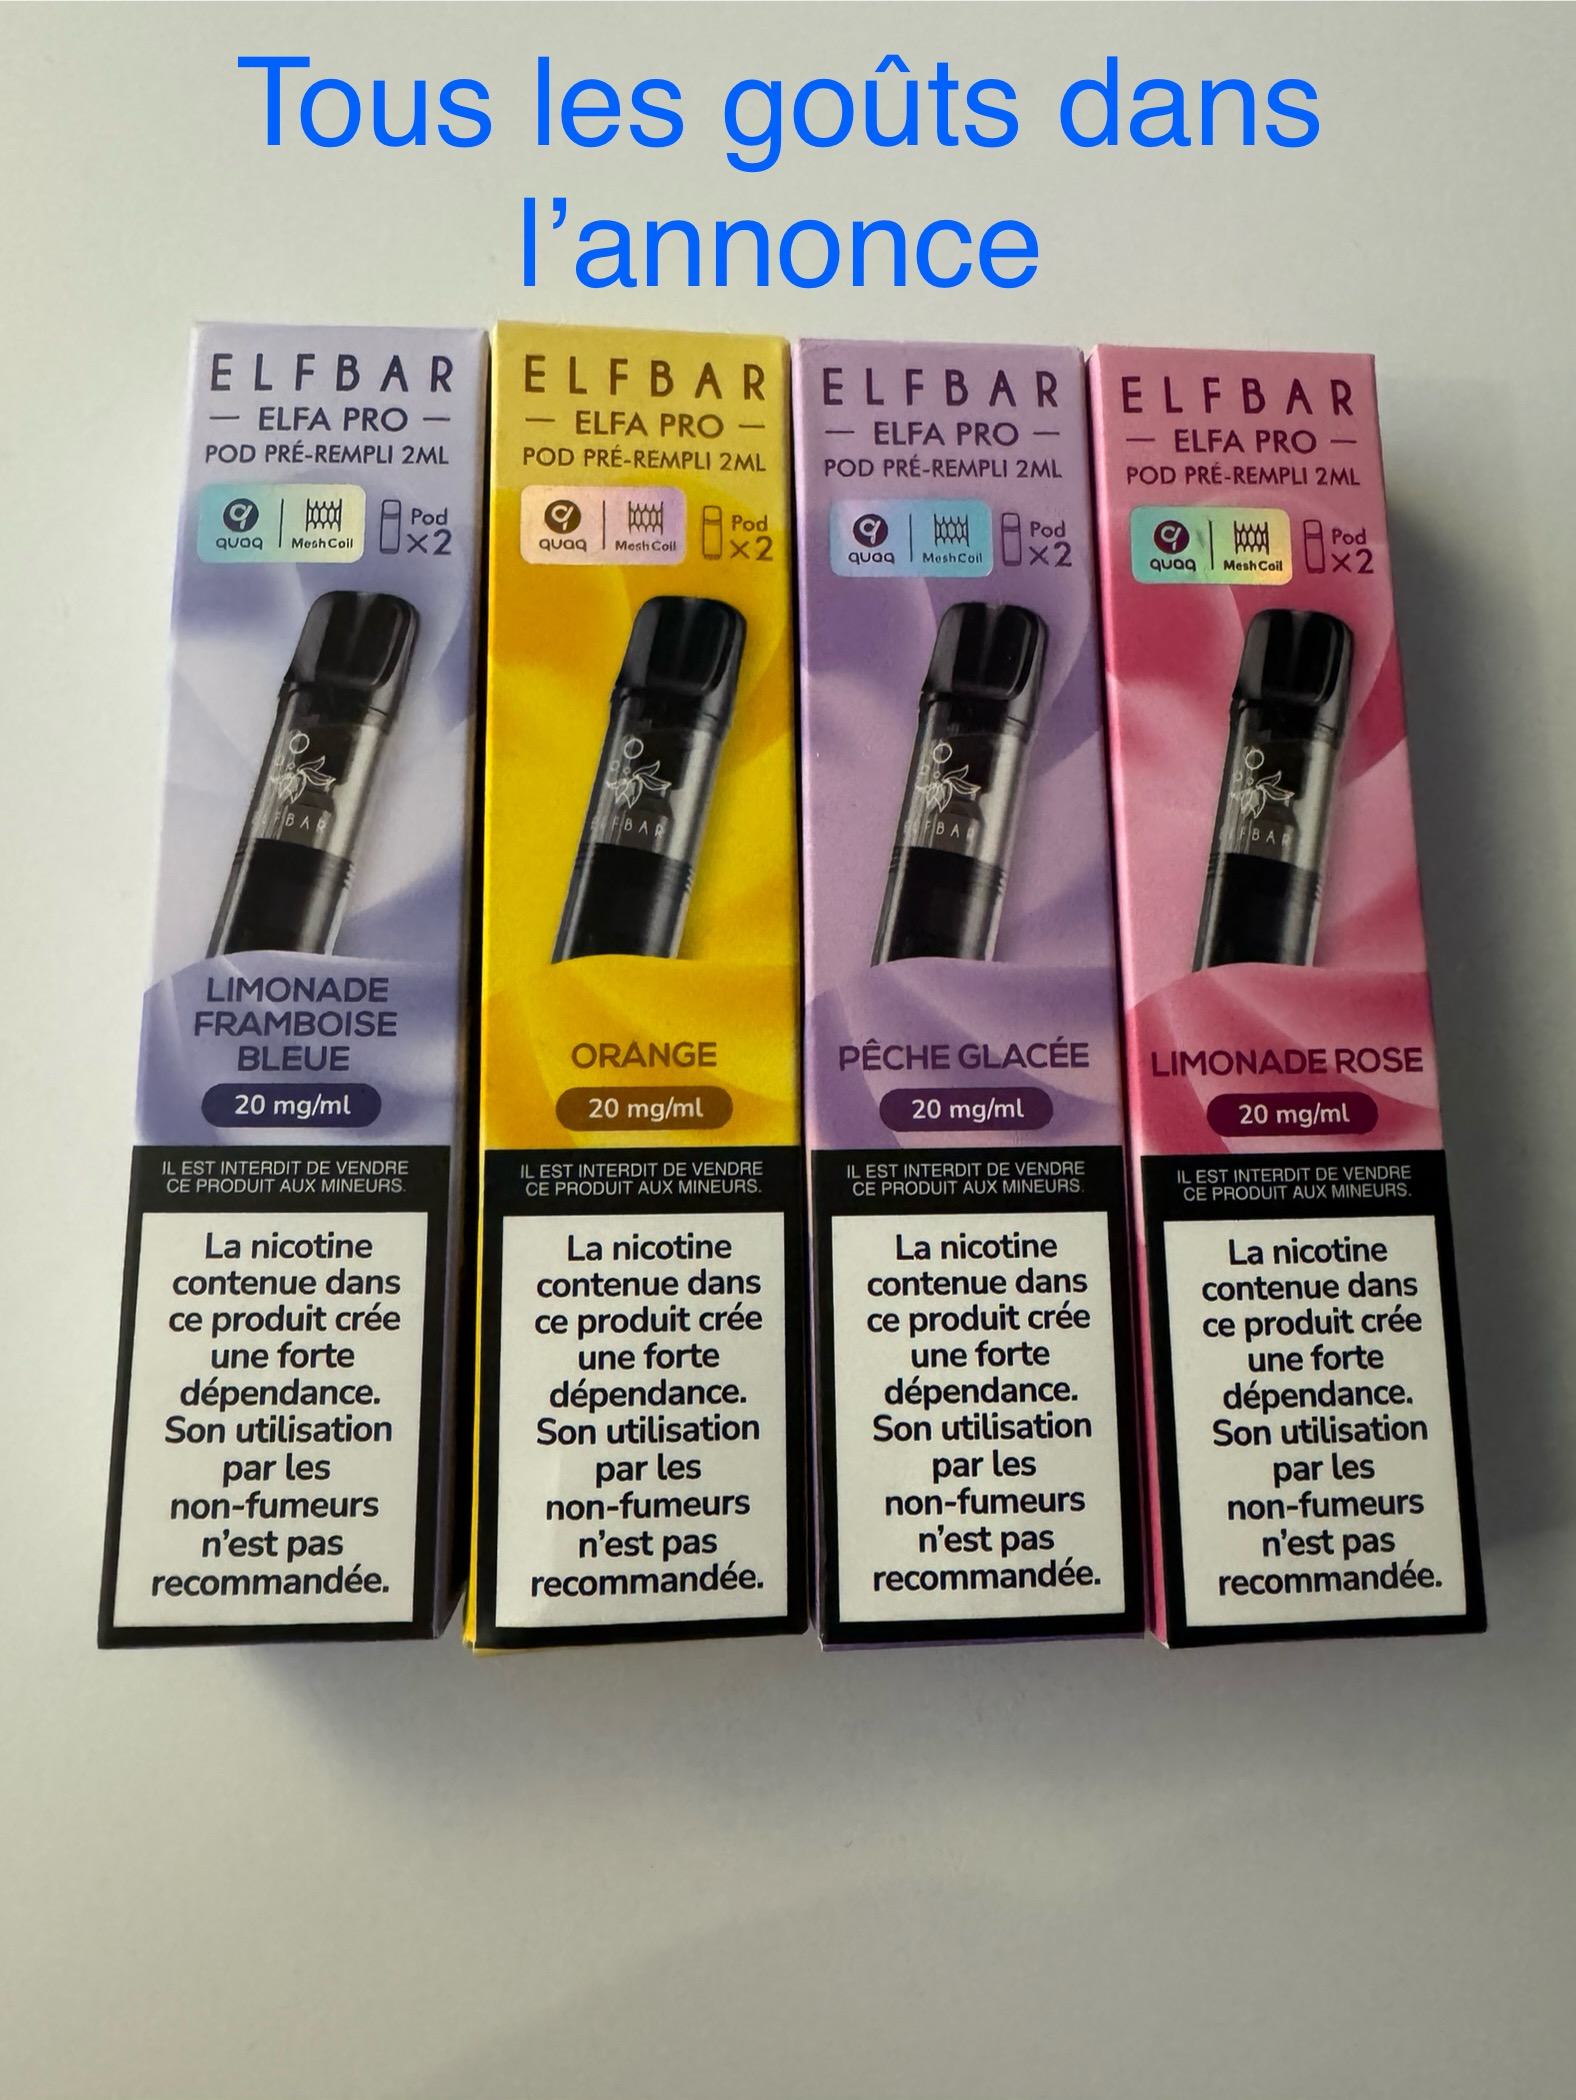 Tous les goûts dans
l’annonce
ELFBAR
— ELFA PRO —
POD PRÉ-REMPLI 2ML
quaq
MeshCoil
Pod
×2
ELFBAR
LIMONADE
FRAMBOISE
BLEUE
20 mg/ml
IL EST INTERDIT DE VENDRE
CE PRODUIT AUX MINEURS.
La nicotine
contenue dans
ce produit crée
une forte
dépendance.
Son utilisation
par les
non-fumeurs
n’est pas
recommandée.
ELFBAR
— ELFA PRO —
POD PRÉ-REMPLI 2ML
quaq
MeshCoil
Pod
×2
ELFBAR
ORANGE
20 mg/ml
IL EST INTERDIT DE VENDRE
CE PRODUIT AUX MINEURS.
La nicotine
contenue dans
ce produit crée
une forte
dépendance.
Son utilisation
par les
non-fumeurs
n’est pas
recommandée.
ELFBAR
— ELFA PRO —
POD PRÉ-REMPLI 2ML
quaq
MeshCoil
Pod
×2
ELFBAR
PÊCHE GLACÉE
20 mg/ml
IL EST INTERDIT DE VENDRE
CE PRODUIT AUX MINEURS.
La nicotine
contenue dans
ce produit crée
une forte
dépendance.
Son utilisation
par les
non-fumeurs
n’est pas
recommandée.
ELFBAR
— ELFA PRO —
POD PRÉ-REMPLI 2ML
quaq
MeshCoil
Pod
×2
ELFBAR
LIMONADE ROSE
20 mg/ml
IL EST INTERDIT DE VENDRE
CE PRODUIT AUX MINEURS.
La nicotine
contenue dans
ce produit crée
une forte
dépendance.
Son utilisation
par les
non-fumeurs
n’est pas
recommandée.